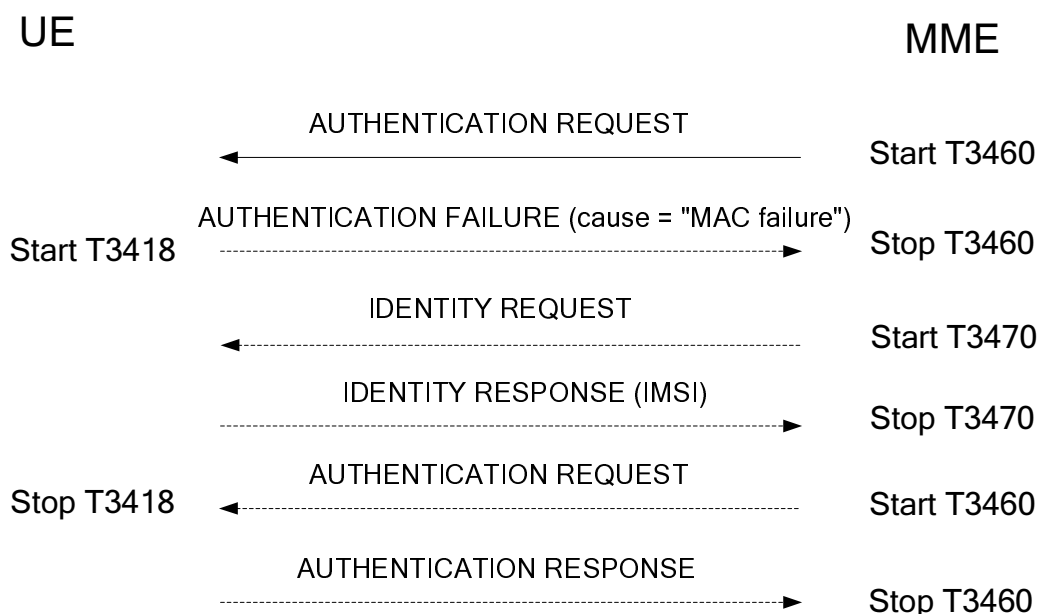 UE
MME
AUTHENTICATION REQUEST
Start T3460
AUTHENTICATION FAILURE (cause = "MAC failure")
Start T3418
Stop T3460
IDENTITY REQUEST
Start T3470
IDENTITY RESPONSE (IMSI)
Stop T3470
AUTHENTICATION REQUEST
Stop T3418
Start T3460
AUTHENTICATION RESPONSE
Stop T3460